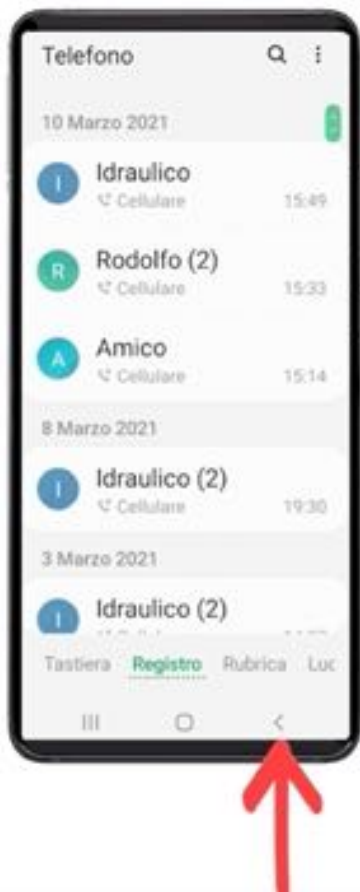 Telefono
10 Marzo 2021
I
Idraulico
Cellulare 15:49
R
Rodolfo (2)
Cellulare 15:33
A
Amico
Cellulare 15:14
8 Marzo 2021
I
Idraulico (2)
Cellulare 19:30
3 Marzo 2021
I
Idraulico (2)
Tastiera Registro Rubrica Luc